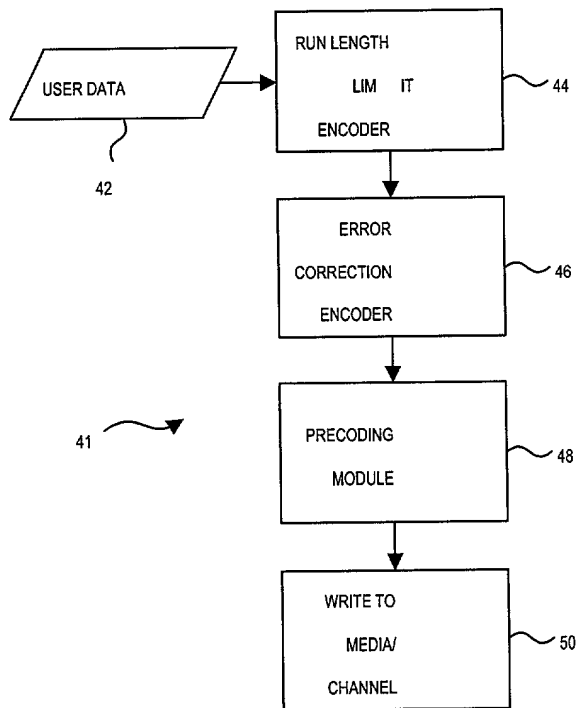 USER DATA
42
RUN LENGTH
LIM IT
ENCODER
44
ERROR
CORRECTION
ENCODER
46
41
PRECODING
MODULE
48
WRITE TO
MEDIA/
CHANNEL
50